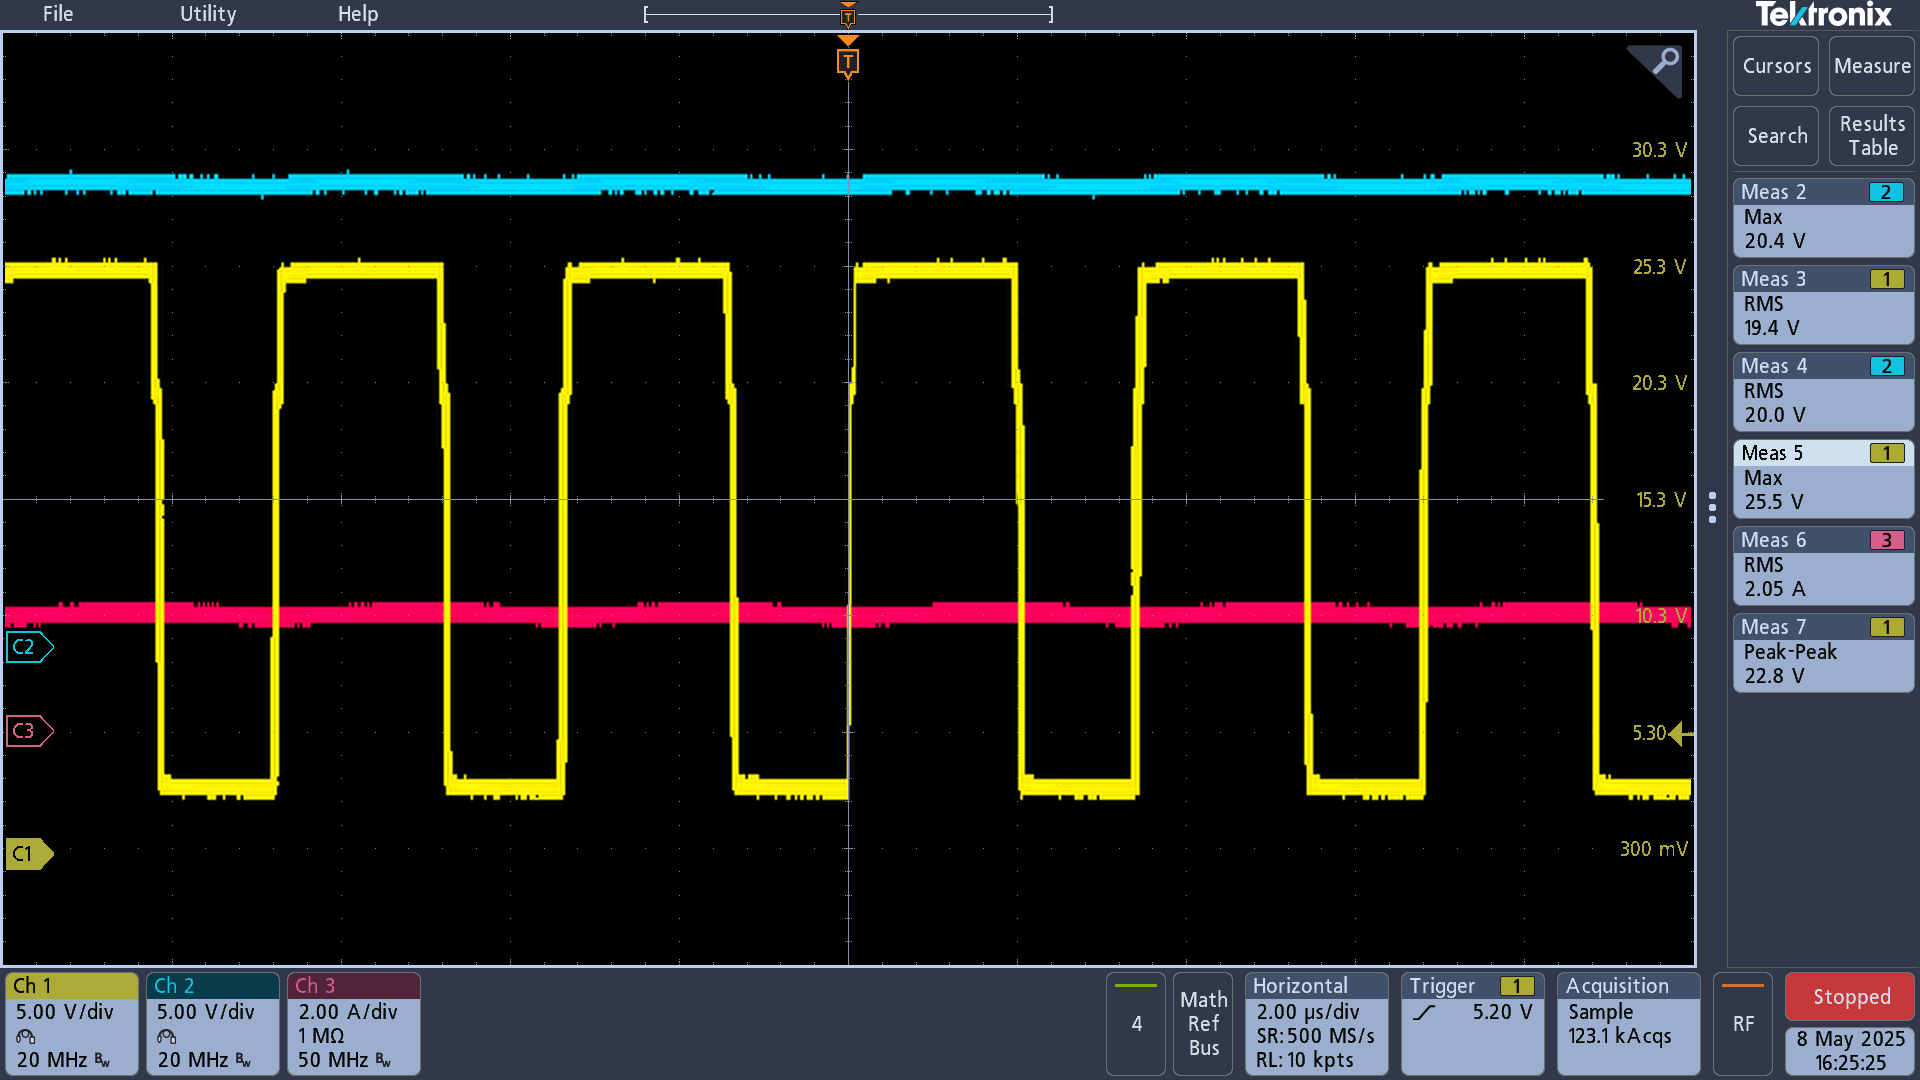 File Utility Help
Tektronix
T
T
Cursors Measure
Search Results
Table
30.3 V
25.3 V
20.3 V
15.3 V
10.3 V
5.30
300 mV
C2
C3
C1
Meas 2 2
Max
20.4 V
Meas 3 1
RMS
19.4 V
Meas 4 2
RMS
20.0 V
Meas 5 1
Max
25.5 V
Meas 6 3
RMS
2.05 A
Meas 7 1
Peak-Peak
22.8 V
Ch 1
5.00 V/div
20 MHz Bw
Ch 2
5.00 V/div
20 MHz Bw
Ch 3
2.00 A/div
1 MΩ
50 MHz Bw
4
Math
Ref
Bus
Horizontal
2.00 µs/div
SR: 500 MS/s
RL: 10 kpts
Trigger 1
5.20 V
Acquisition
Sample
123.1 kAcqs
RF
Stopped
8 May 2025
16:25:25